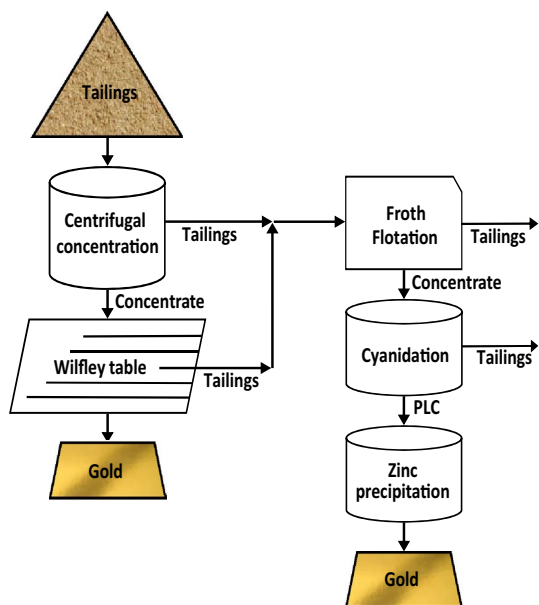 Tailings
Centrifugal
concentration
Tailings
Concentrate
Wilfley table
Tailings
Gold
Froth
Flotation
Tailings
Concentrate
Cyanidation
Tailings
PLC
Zinc
precipitation
Gold